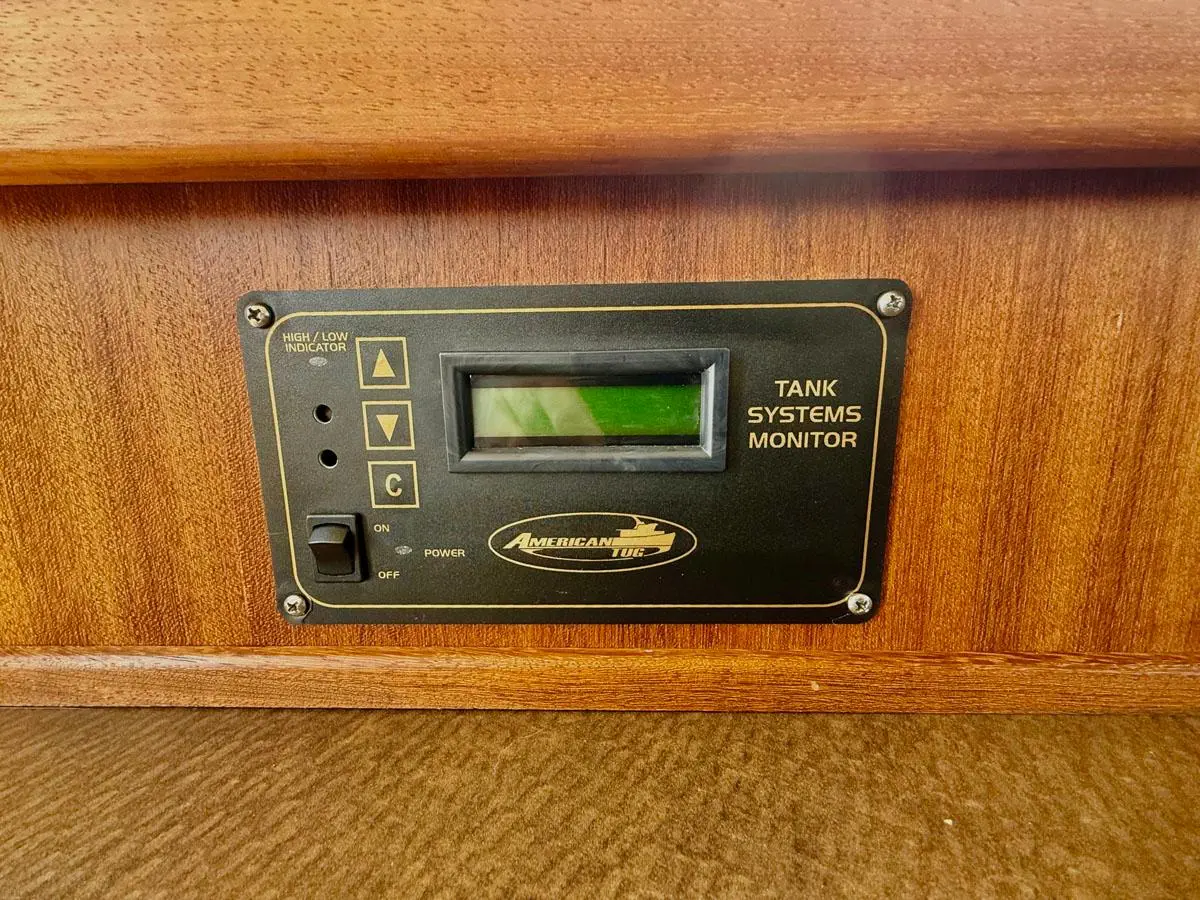 HIGH / LOW
INDICATOR
▲
▼
C
TANK
SYSTEMS
MONITOR
ON
POWER
OFF
AMERICAN
TUG